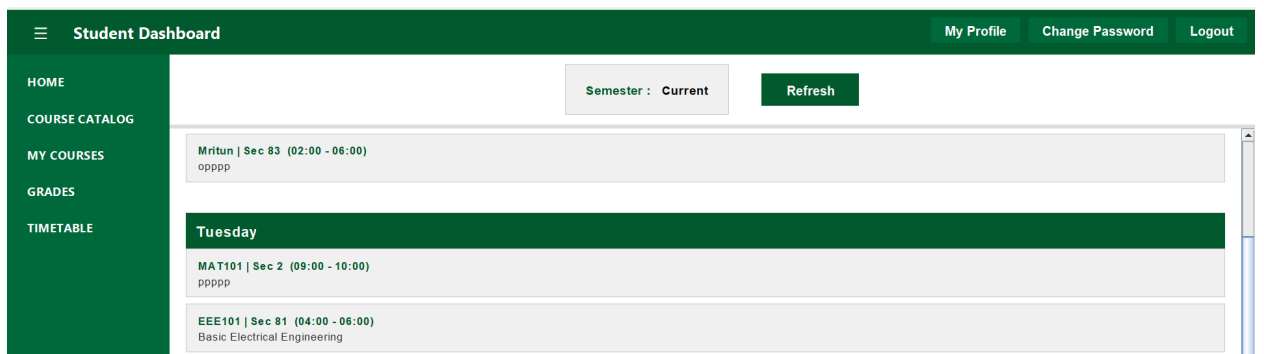 ☰ Student Dashboard My Profile Change Password Logout
HOME
COURSE CATALOG
MY COURSES
GRADES
TIMETABLE
Semester : Current Refresh
Mritun | Sec 83 (02:00 - 06:00)
opppp
Tuesday
MAT101 | Sec 2 (09:00 - 10:00)
ppppp
EEE101 | Sec 81 (04:00 - 06:00)
Basic Electrical Engineering